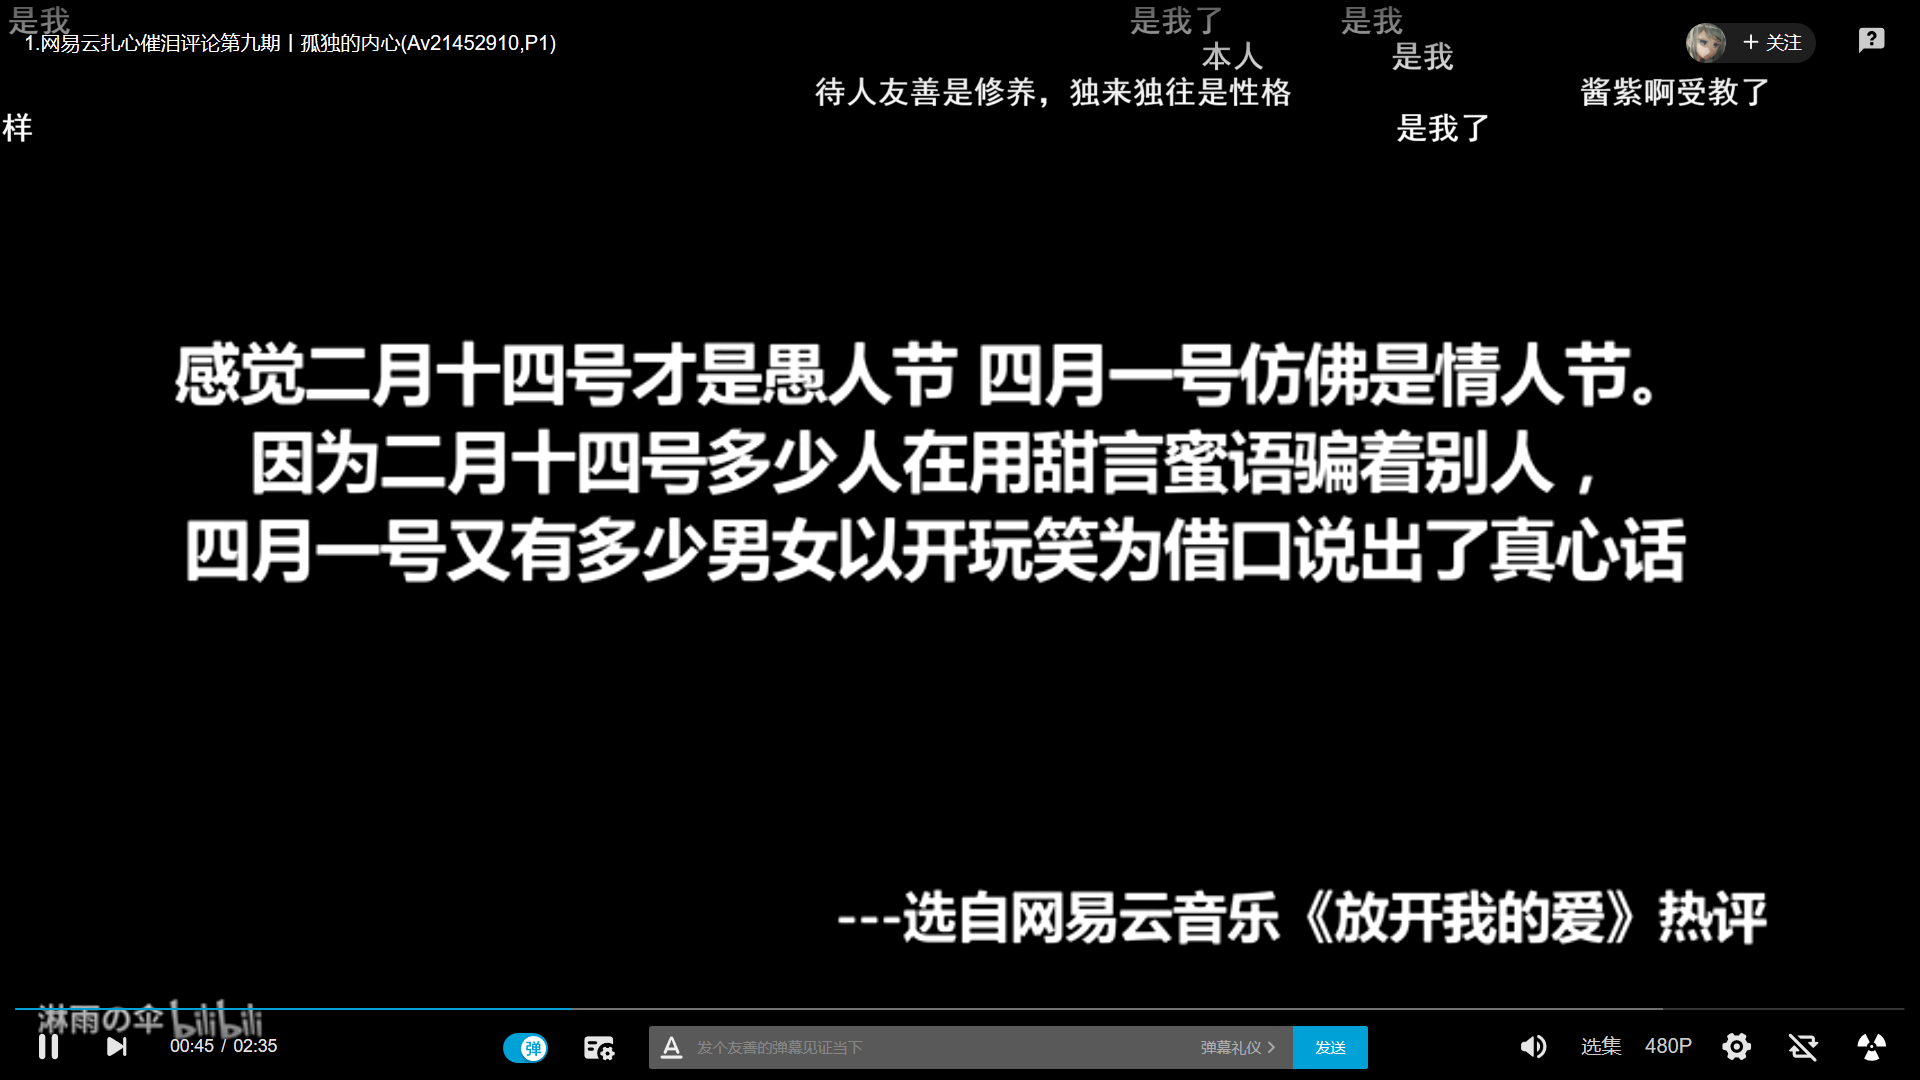 是我
是我了
是我
1.网易云扎心催泪评论第九期丨孤独的内心(Av21452910,P1)
+ 关注
本人
是我
待人友善是修养，独来独往是性格
酱紫啊受教了
样
是我了
感觉二月十四号才是愚人节 四月一号仿佛是情人节。
因为二月十四号多少人在用甜言蜜语骗着别人，
四月一号又有多少男女以开玩笑为借口说出了真心话
---选自网易云音乐《放开我的爱》热评
淋雨の伞 bilibili
00:45 / 02:35
弹
发个友善的弹幕见证当下
弹幕礼仪
发送
选集
480P